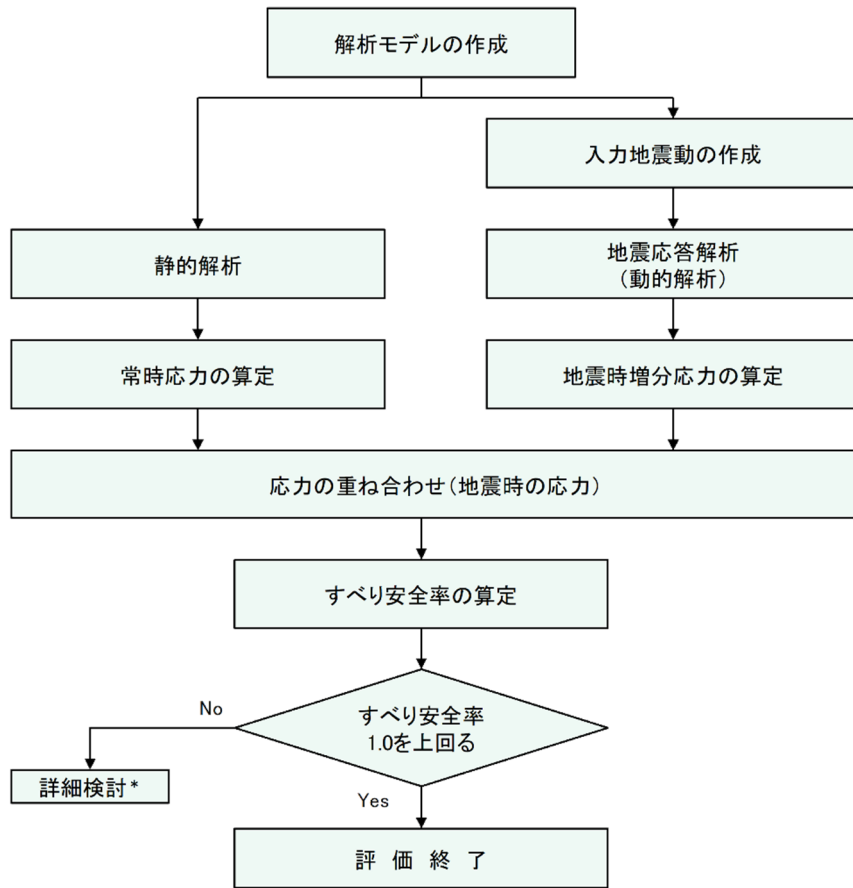 解析モデルの作成
入力地震動の作成
静的解析
地震応答解析
（動的解析）
常時応力の算定
地震時増分応力の算定
応力の重ね合わせ（地震時の応力）
すべり安全率の算定
すべり安全率
1.0を上回る
No
詳細検討*
Yes
評 価 終 了